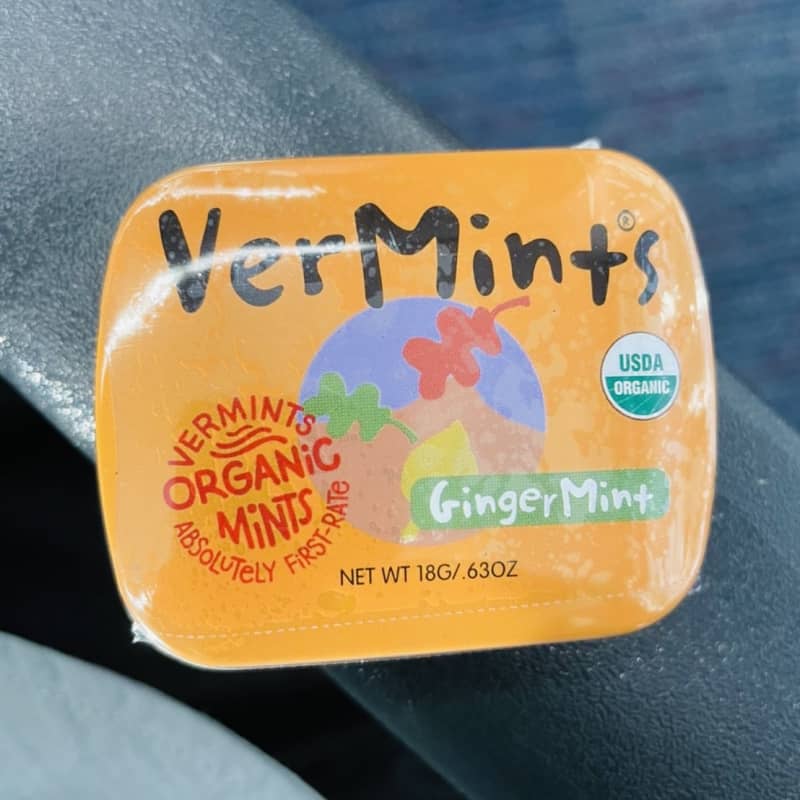 VerMints®
USDA
ORGANIC
VERMINTS
ORGANIC
MINTS
ABSOLUTELY FIRST-RATE
GingerMint
NET WT 18G/.63OZ